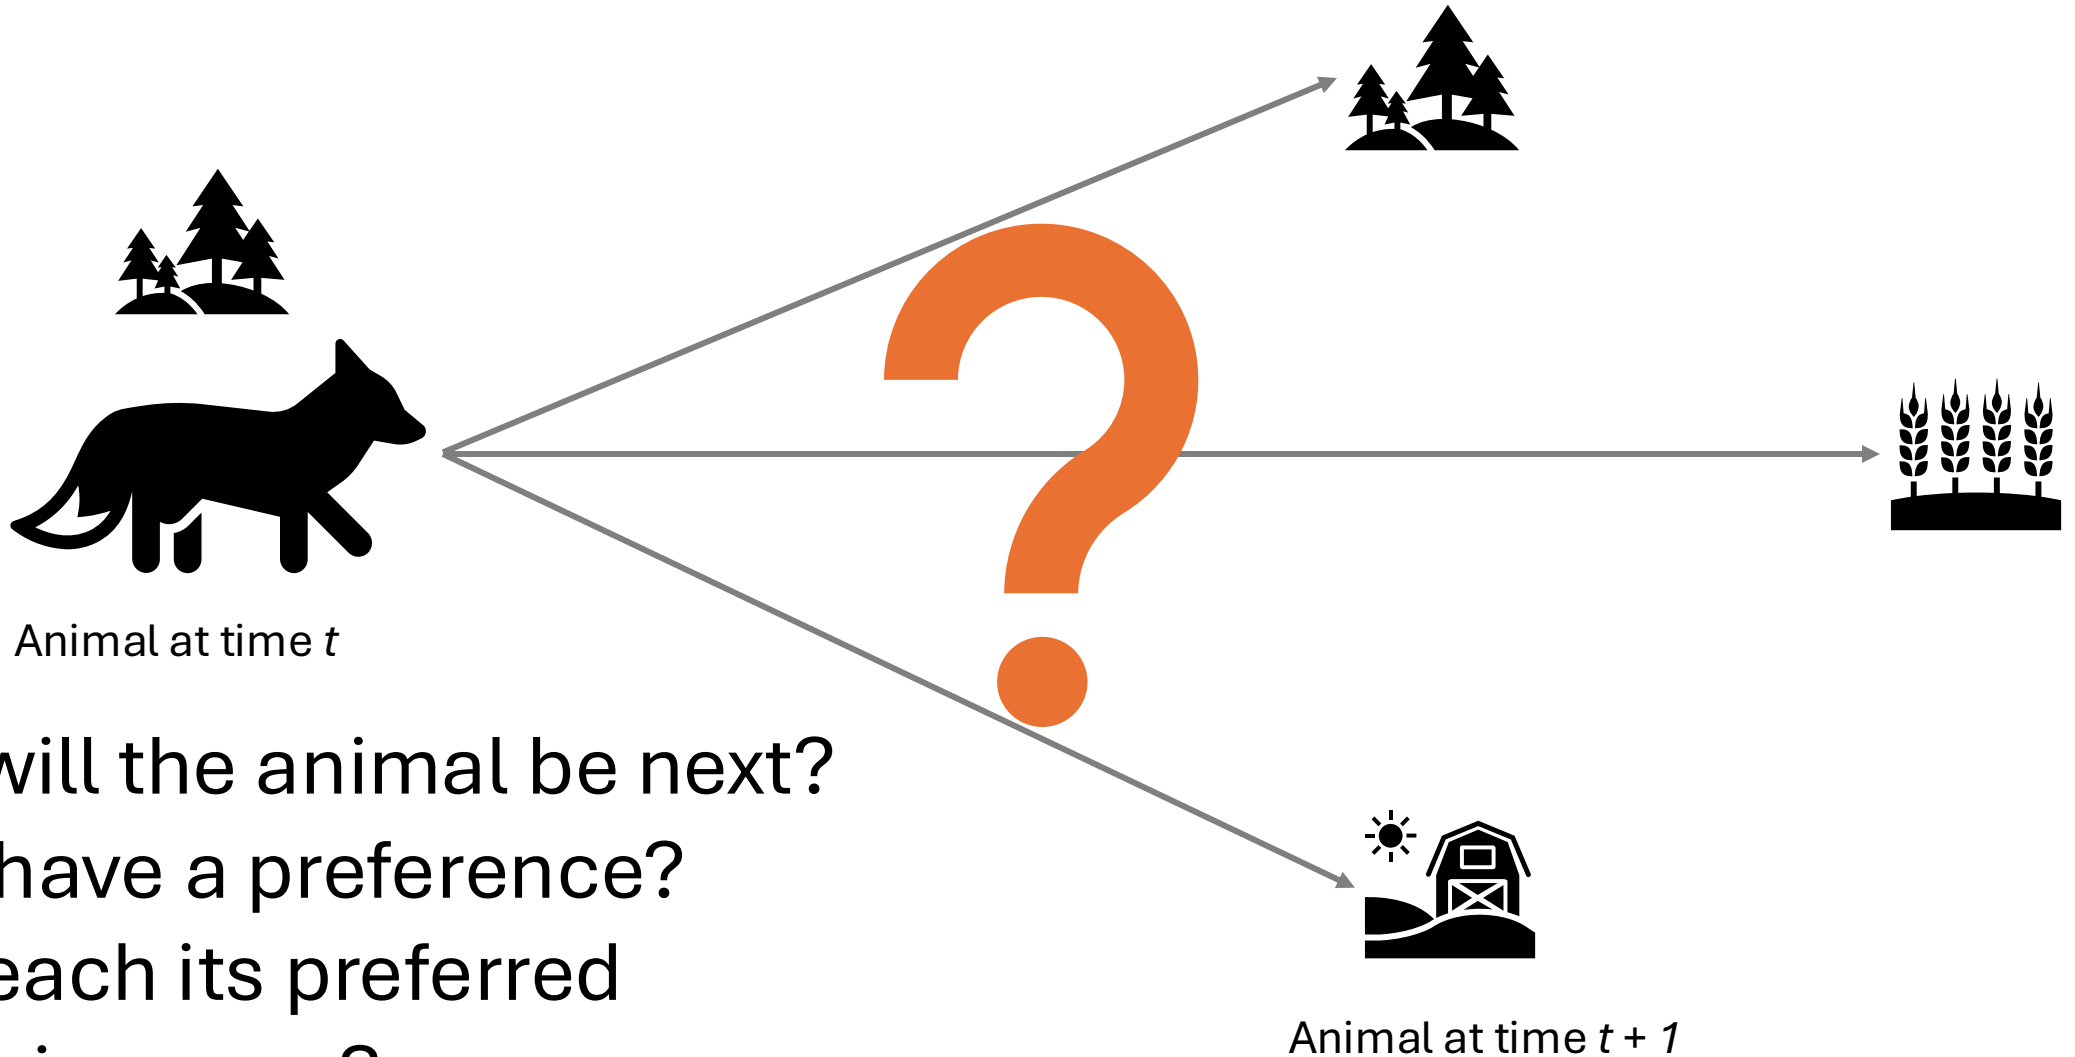 Animal at time t
will the animal be next?
have a preference?
each its preferred
?
Animal at time t + 1